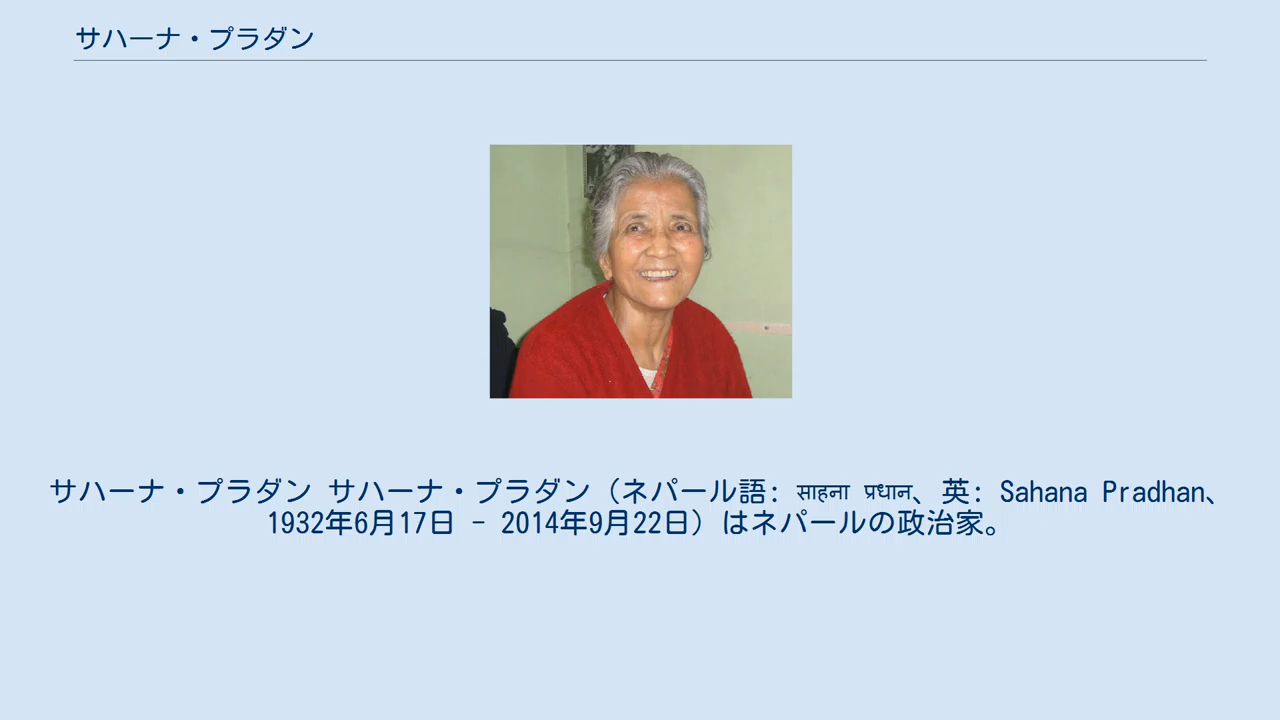 サハーナ・プラダン
サハーナ・プラダン サハーナ・プラダン（ネパール語: साहना प्रधान、英: Sahana Pradhan、
1932年6月17日 - 2014年9月22日）はネパールの政治家。